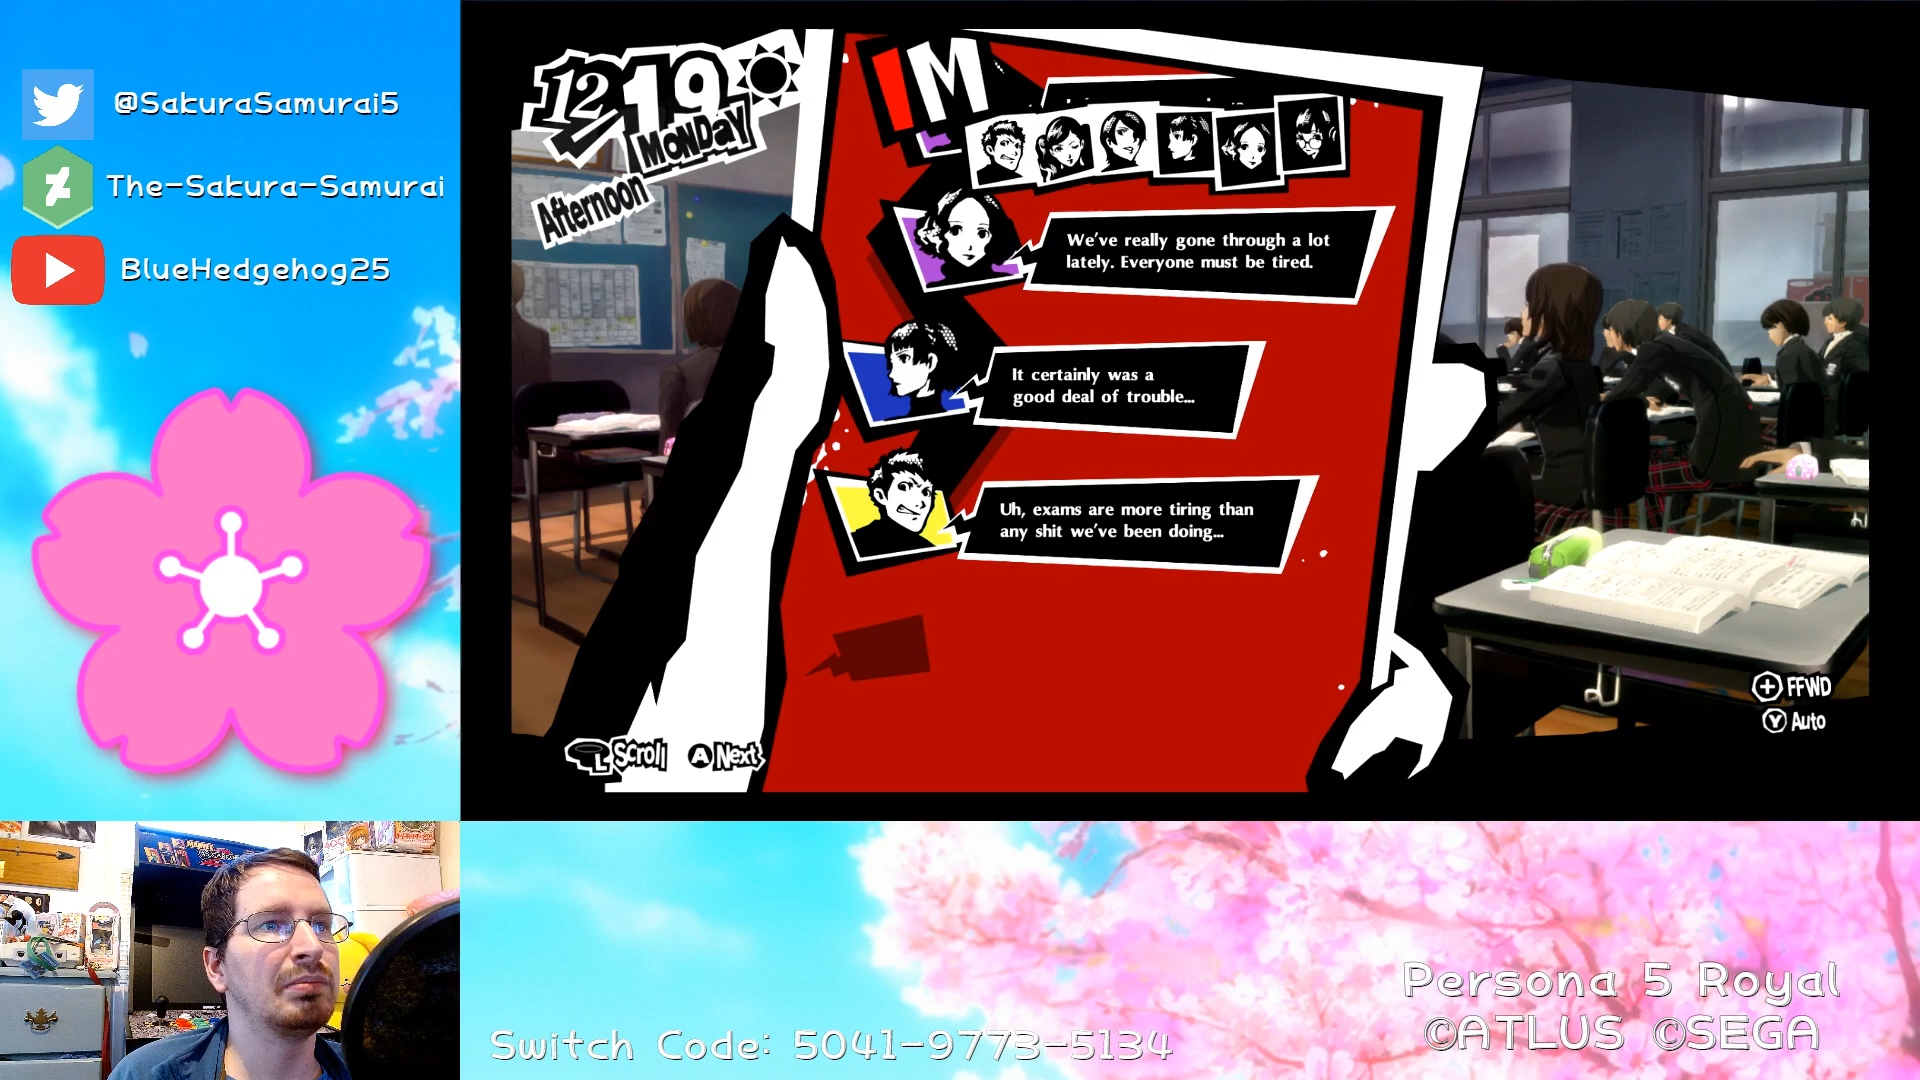 @SakuraSamurai5
The-Sakura-Samurai
BlueHedgehog25
12 19
MONDAY
Afternoon
IM
We've really gone through a lot
lately. Everyone must be tired.
It certainly was a
good deal of trouble...
Uh, exams are more tiring than
any shit we've been doing...
L Scroll A Next
+ FFWD
Y Auto
Switch Code: 5041-9773-5134
Persona 5 Royal
©ATLUS ©SEGA